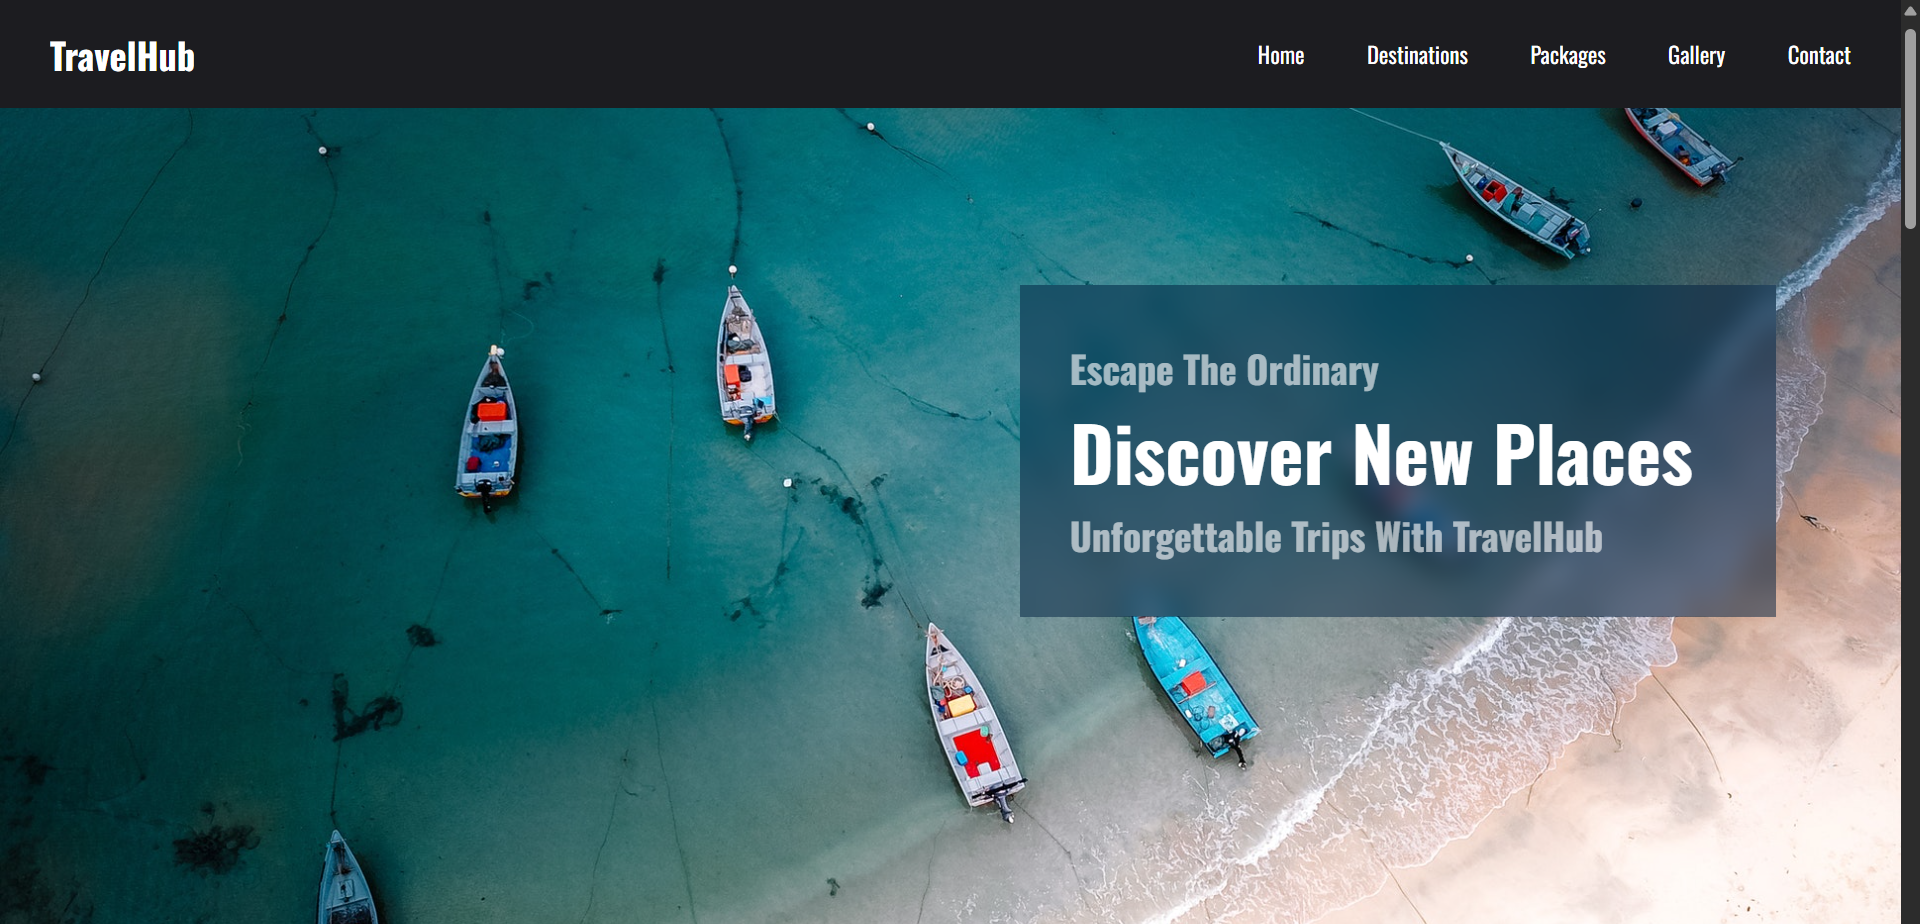 TravelHub
Home Destinations Packages Gallery Contact
Escape The Ordinary
Discover New Places
Unforgettable Trips With TravelHub